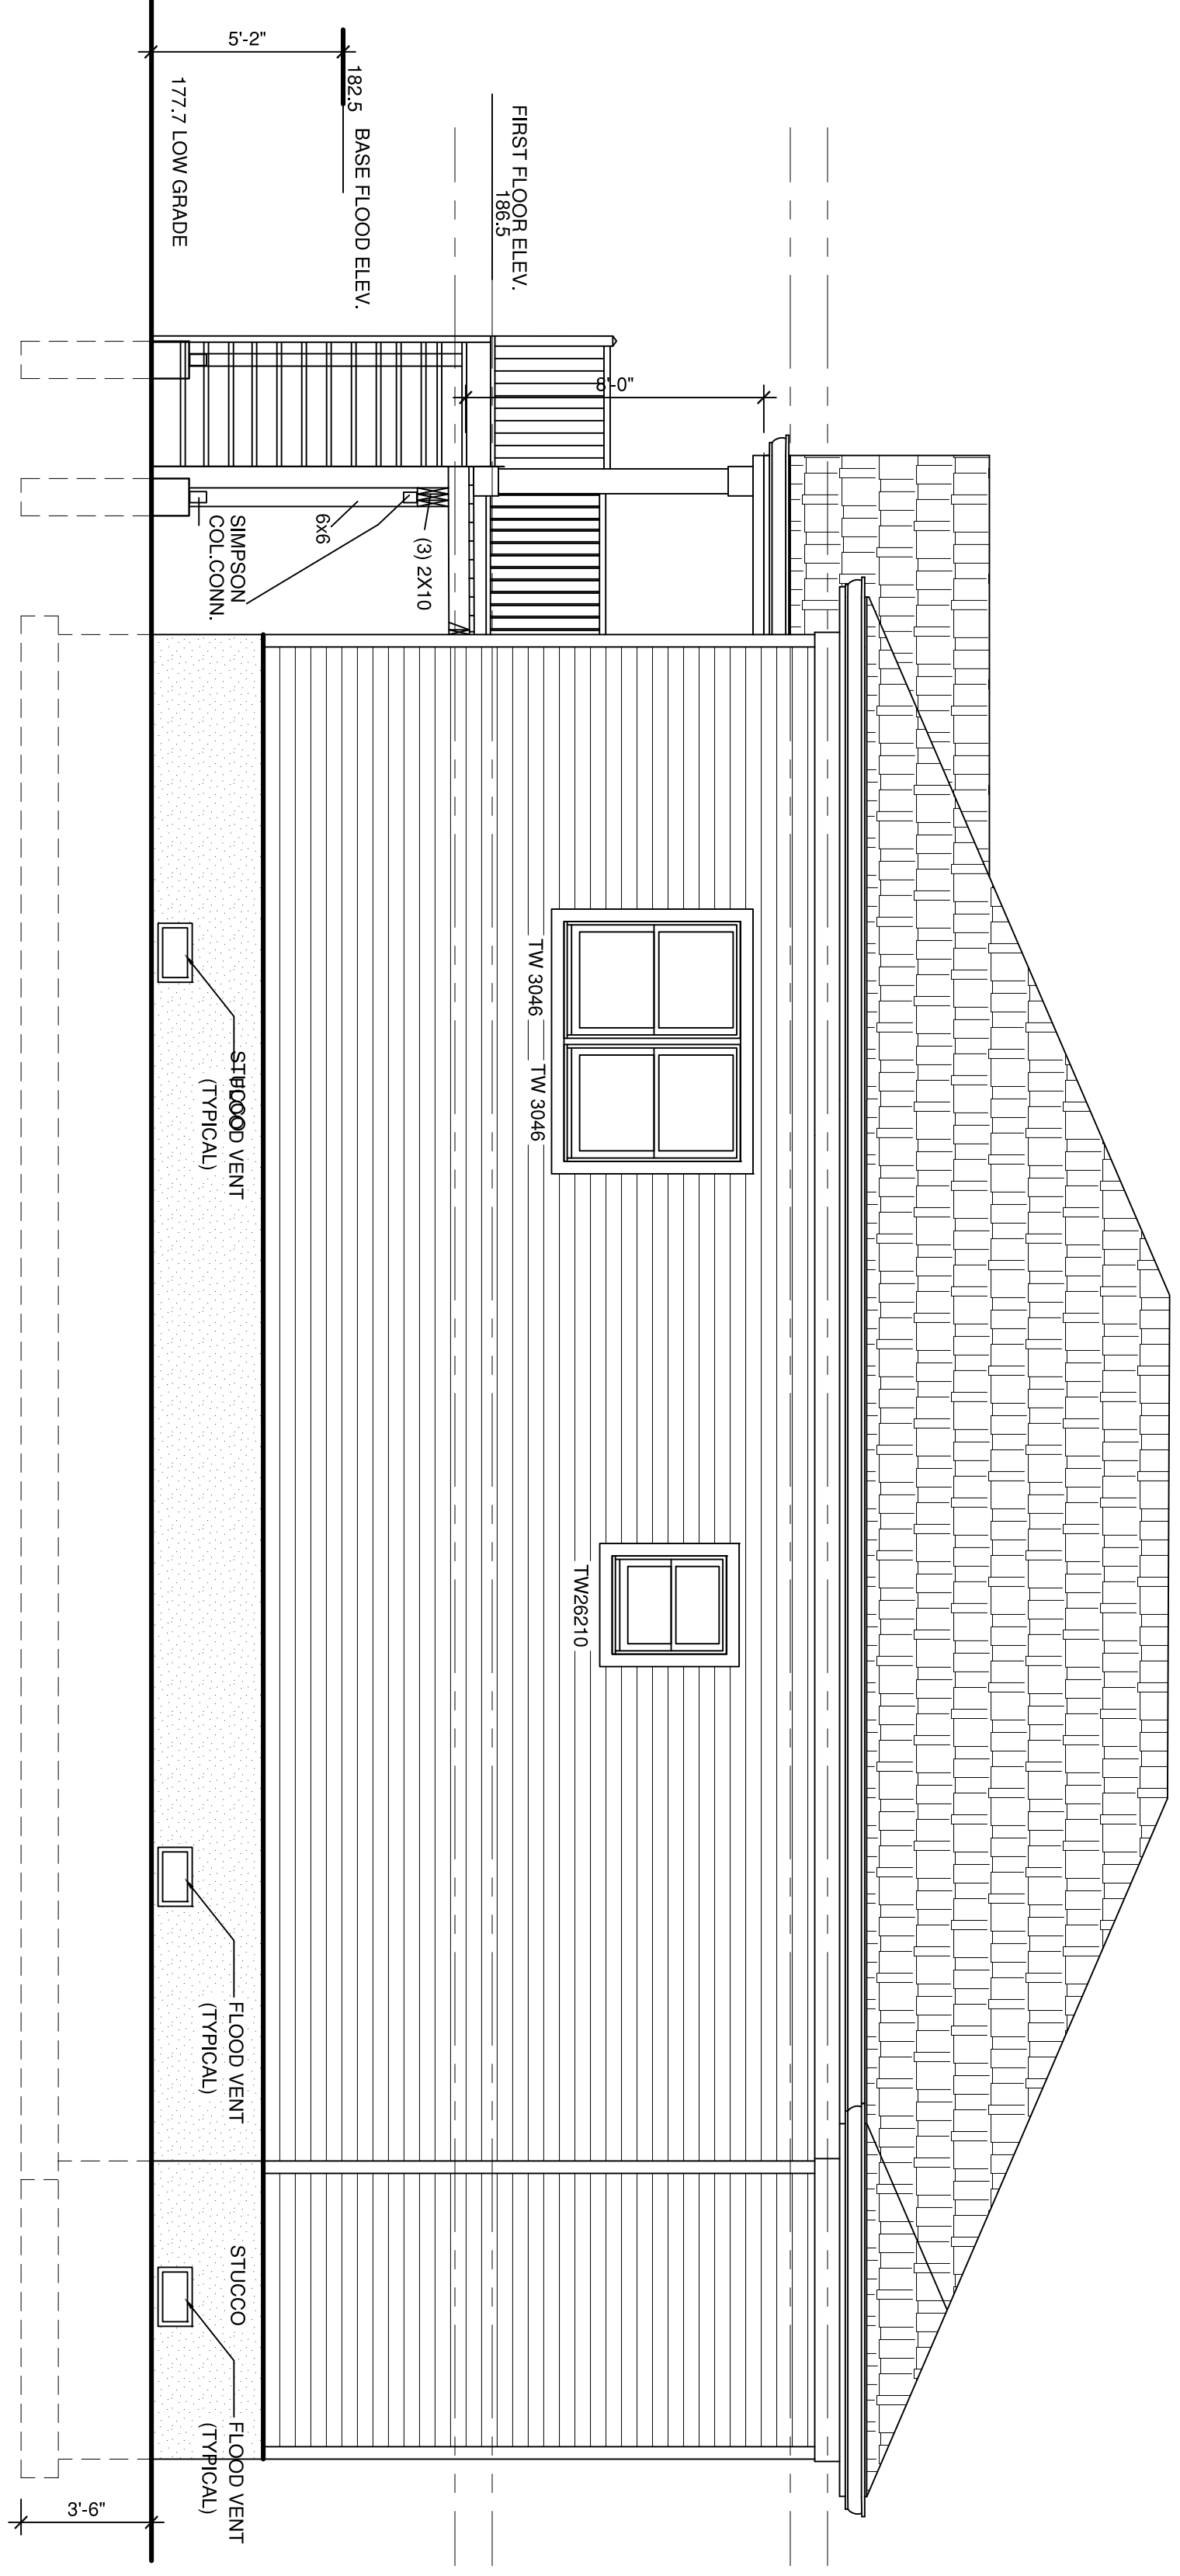 5'-2"
182.5 BASE FLOOD ELEV.
177.7 LOW GRADE
FIRST FLOOR ELEV.
186.5
8'-0"
(3) 2X10
6x6
SIMPSON
COL.CONN.
TW 3046
TW 3046
STUCCO
FLOOD VENT
(TYPICAL)
TW26210
FLOOD VENT
(TYPICAL)
STUCCO
FLOOD VENT
(TYPICAL)
3'-6"